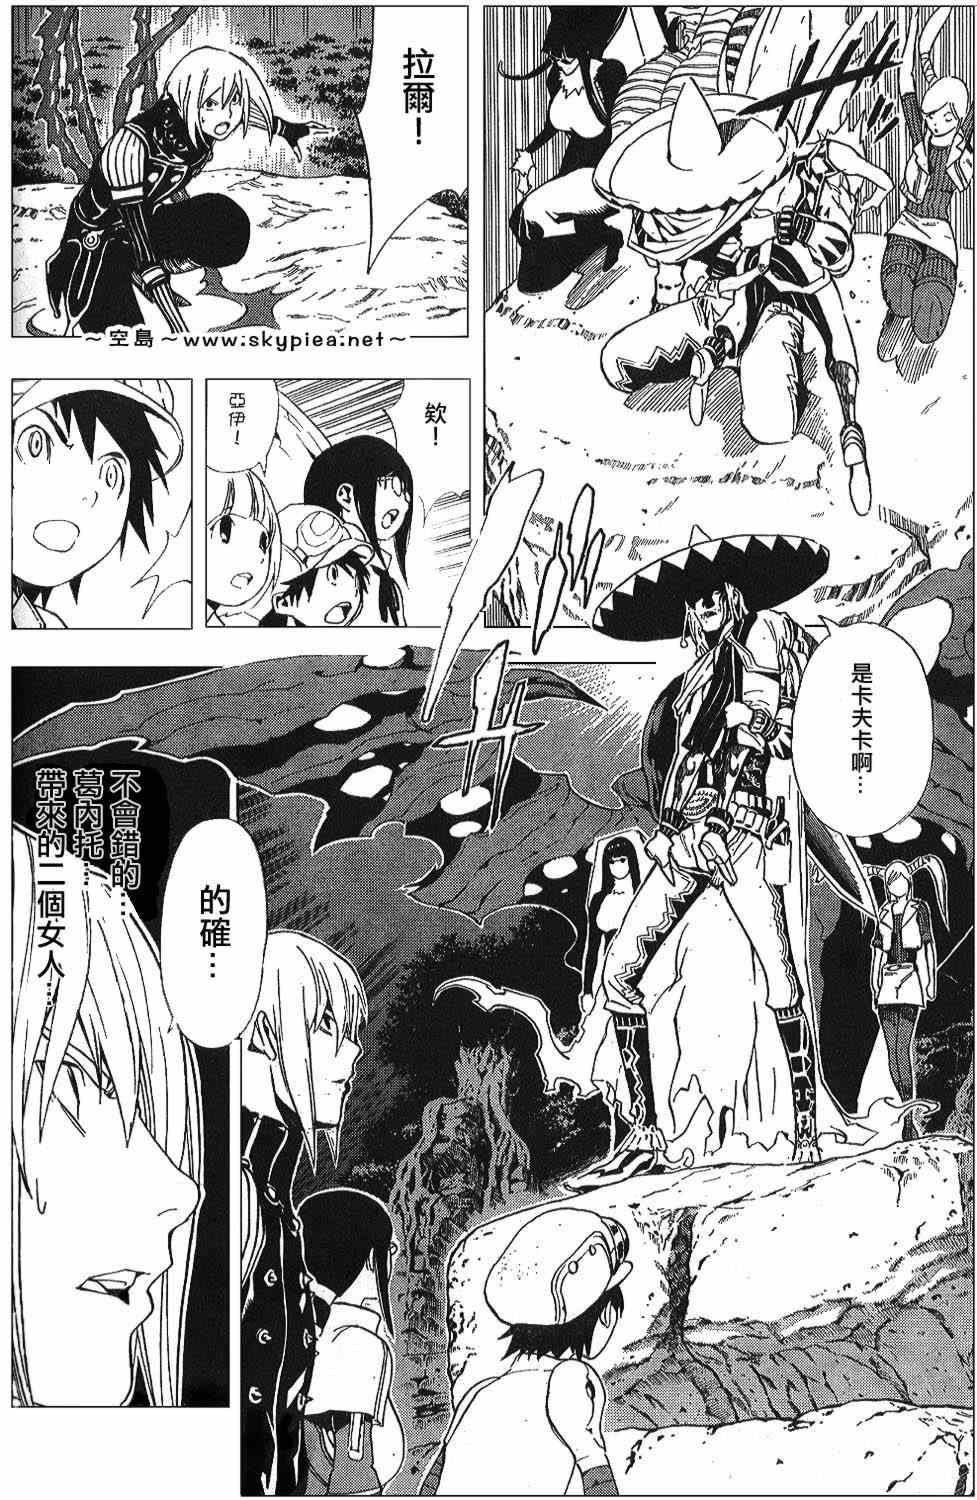 拉爾！
～空島～www.skypiea.net～
欸！
亞伊！
是卡夫卡啊…
的確…
不會錯的…
葛內托……
帶來的二個女人……